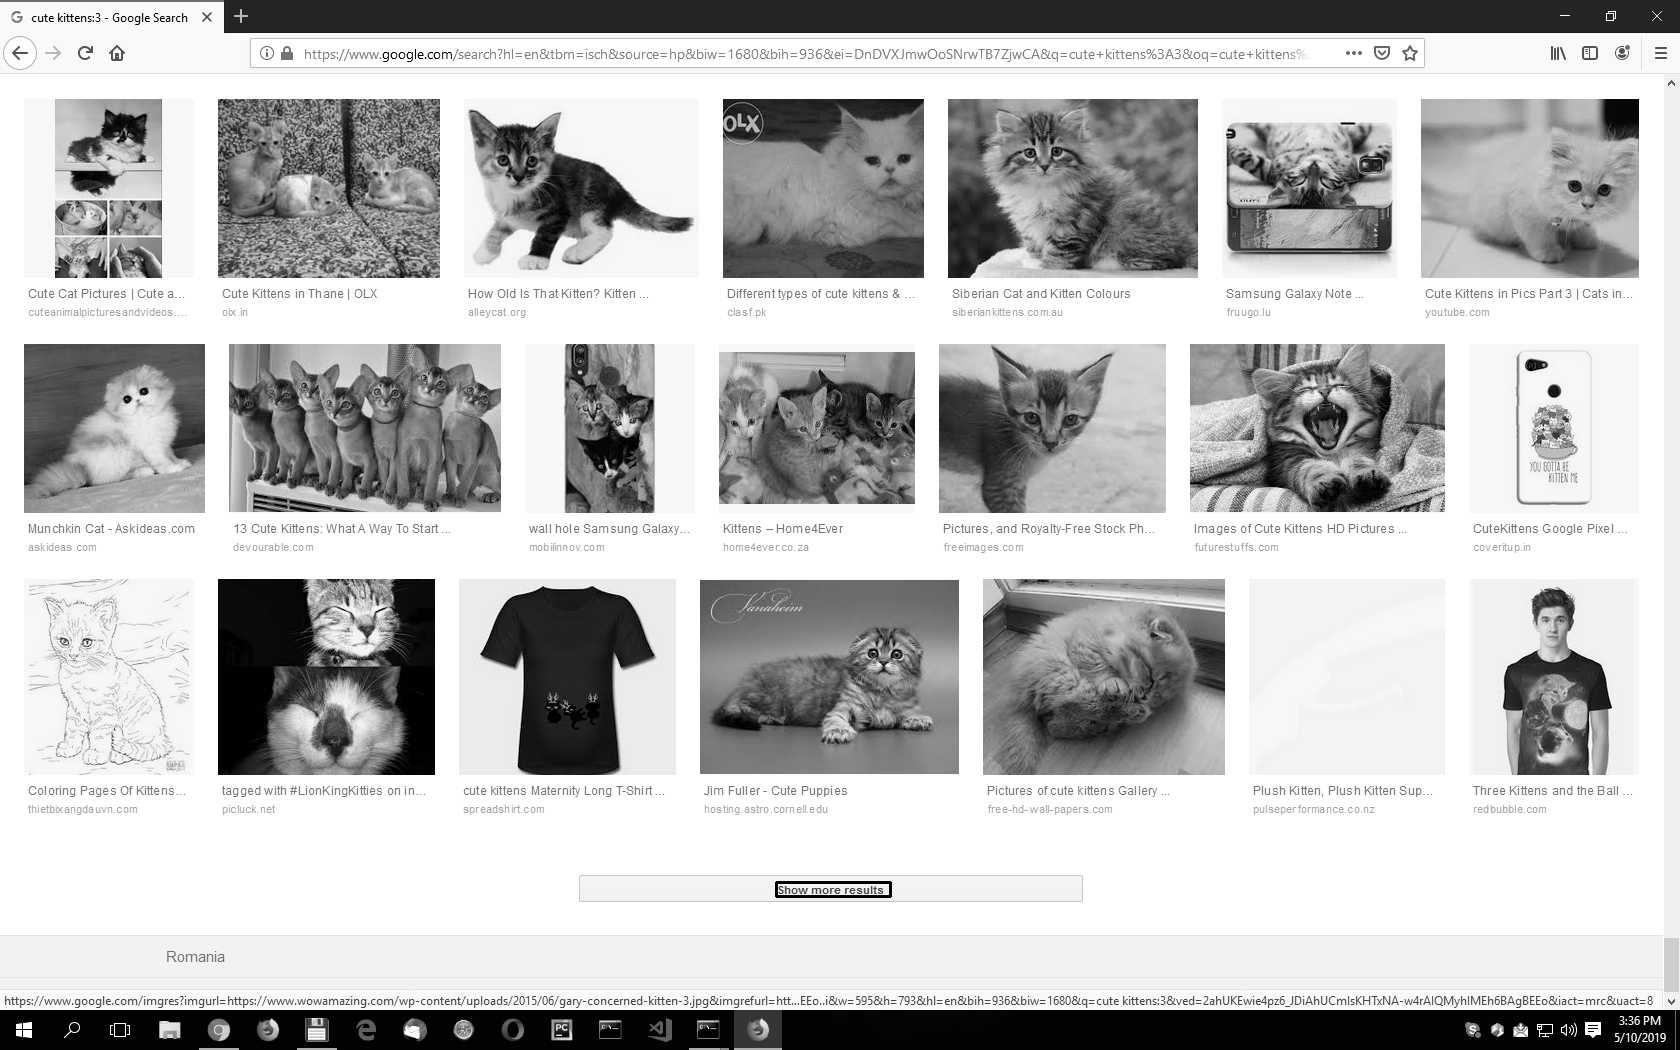 cute kittens:3 - Google Search
https://www.google.com/search?hl=en&tbm=isch&source=hp&biw=1680&bih=936&ei=DnDVXJmwOoSNrwTB7ZjwCA&q=cute+kittens%3A3&oq=cute+kittens%
OLX
Cute Cat Pictures | Cute a...
cuteanimalpicturesandvideos....
Cute Kittens in Thane | OLX
olx.in
How Old Is That Kitten? Kitten ...
alleycat.org
Different types of cute kittens & ...
clasf.pk
Siberian Cat and Kitten Colours
siberiankittens.com.au
Samsung Galaxy Note ...
fruugo.lu
Cute Kittens in Pics Part 3 | Cats in...
youtube.com
YOU GOTTA BE
KITTEN ME
Munchkin Cat - Askideas.com
askideas.com
13 Cute Kittens: What A Way To Start ...
devourable.com
wall hole Samsung Galaxy...
mobilinnov.com
Kittens – Home4Ever
home4ever.co.za
Pictures, and Royalty-Free Stock Ph...
freeimages.com
Images of Cute Kittens HD Pictures ...
futurestuffs.com
CuteKittens Google Pixel ...
coveritup.in
Vanaheim
Coloring Pages Of Kittens...
thietbixangdauvn.com
tagged with #LionKingKitties on in...
picluck.net
cute kittens Maternity Long T-Shirt ...
spreadshirt.com
Jim Fuller - Cute Puppies
hosting.astro.cornell.edu
Pictures of cute kittens Gallery ...
free-hd-wall-papers.com
Plush Kitten, Plush Kitten Sup...
pulseperformance.co.nz
Three Kittens and the Ball ...
redbubble.com
Show more results
Romania
https://www.google.com/imgres?imgurl=https://www.wowamazing.com/wp-content/uploads/2015/06/gary-concerned-kitten-3.jpg&imgrefurl=htt...EEo..i&w=595&h=793&hl=en&bih=936&biw=1680&q=cute kittens:3&ved=2ahUKEwie4pz6_JDiAhUCmIsKHTxNA-w4rAIQMyhIMEh6BAgBEEo&iact=mrc&uact=8
PC
3:36 PM
5/10/2019